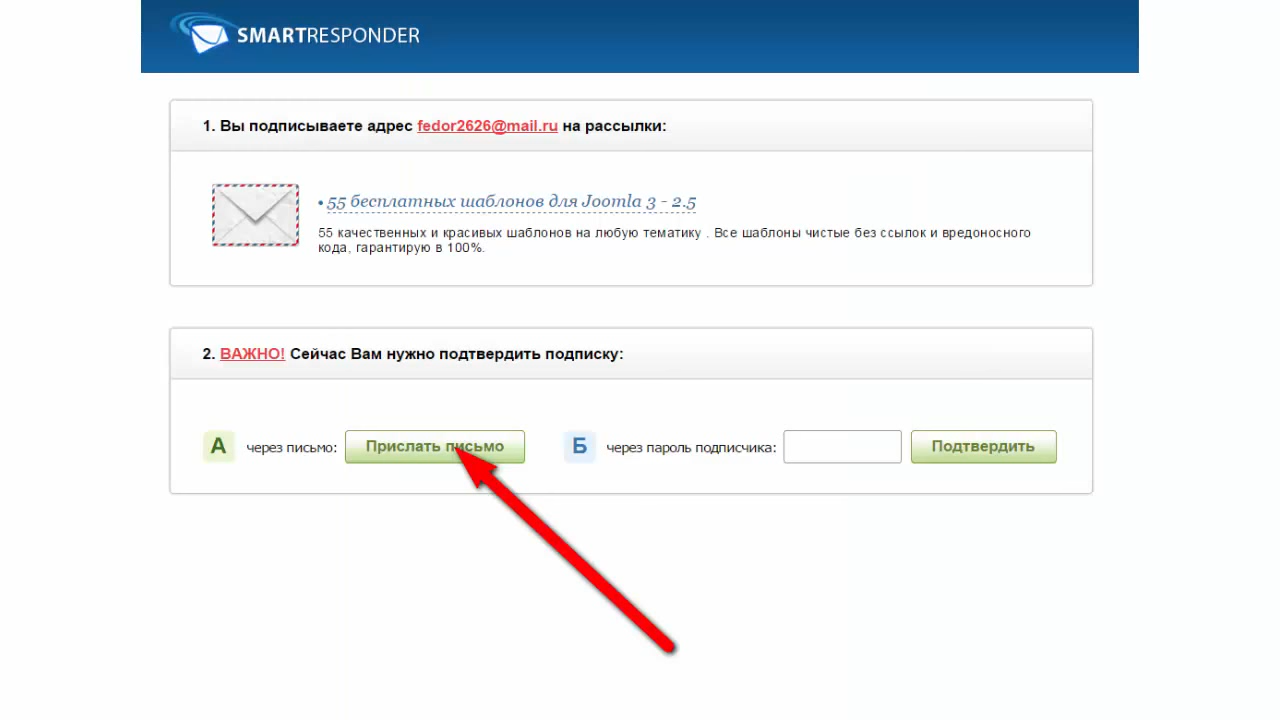 SMARTRESPONDER
1. Вы подписываете адрес fedor2626@mail.ru на рассылки:
• 55 бесплатных шаблонов для Joomla 3 - 2.5
55 качественных и красивых шаблонов на любую тематику . Все шаблоны чистые без ссылок и вредоносного
кода, гарантирую в 100%.
2. ВАЖНО! Сейчас Вам нужно подтвердить подписку:
А через письмо: Прислать письмо Б через пароль подписчика: Подтвердить